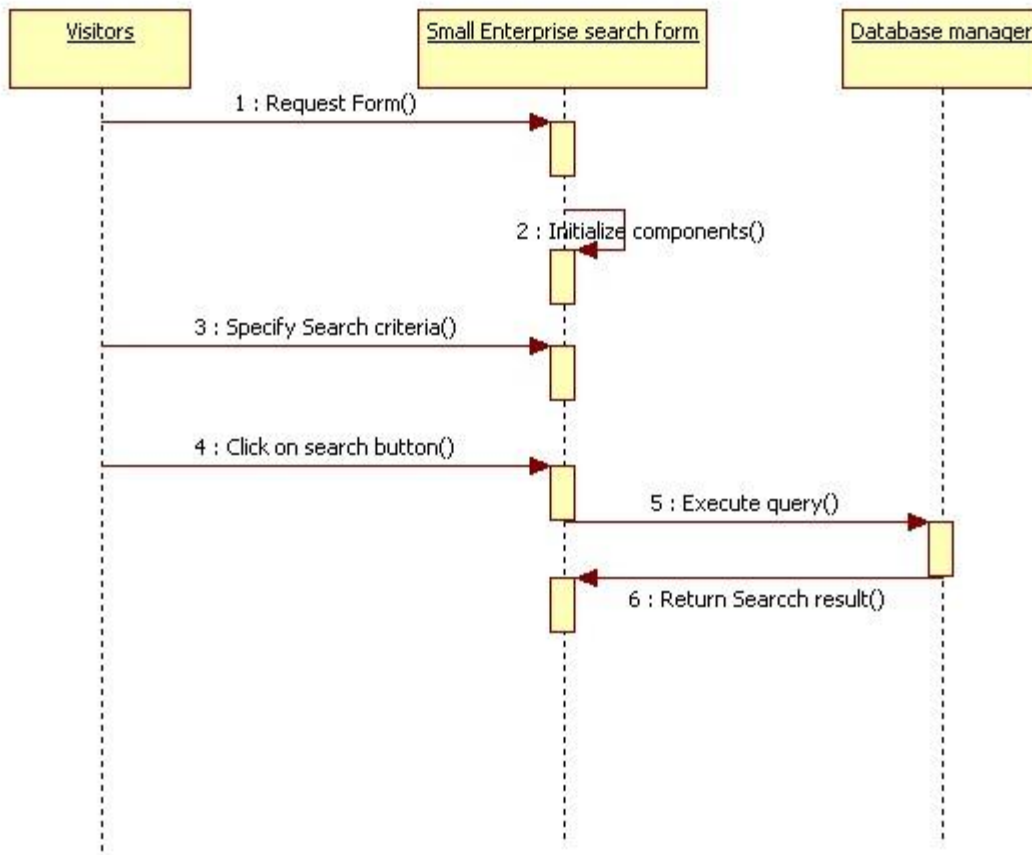 Visitors
Small Enterprise search form
Database manager
1 : Request Form()
2 : Initialize components()
3 : Specify Search criteria()
4 : Click on search button()
5 : Execute query()
6 : Return Searcch result()